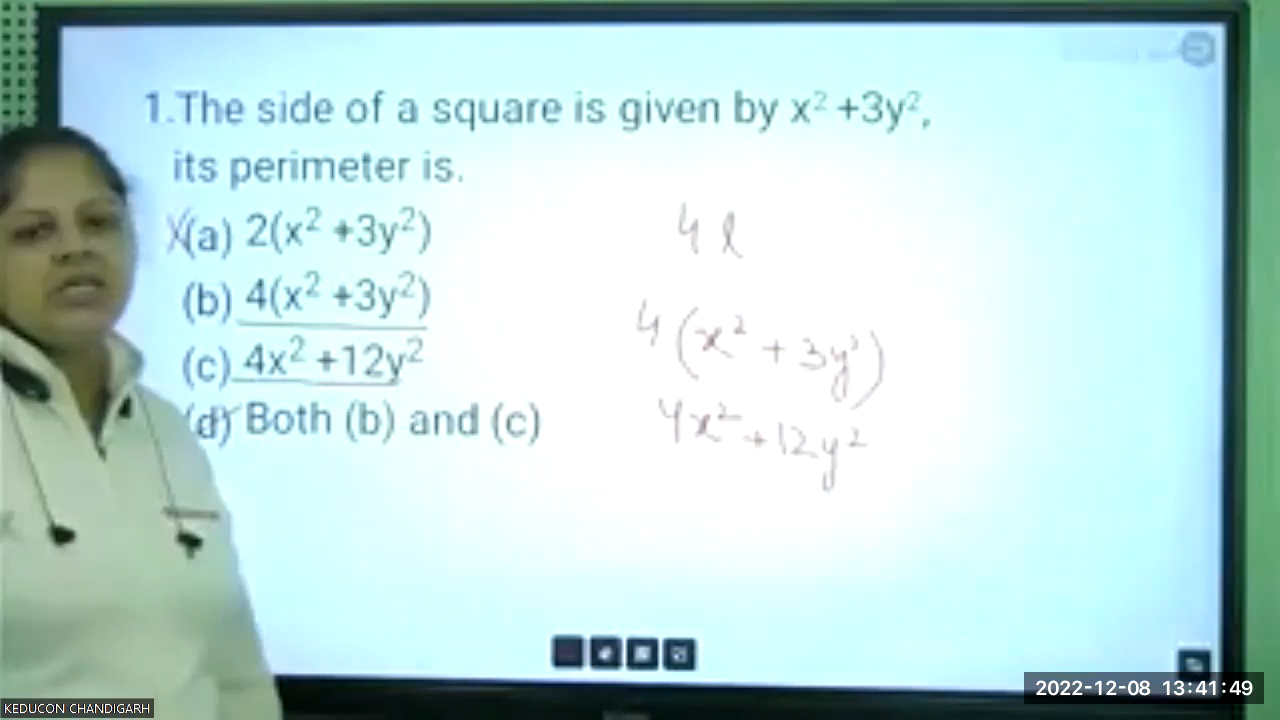 1.The side of a square is given by x² +3y²,
its perimeter is.
(a) 2(x² +3y²)
(b) 4(x² +3y²)
(c) 4x² +12y²
(d) Both (b) and (c)
4 l
4 (x² + 3y²)
4x² + 12y²
KEDUCON CHANDIGARH
2022-12-08 13:41:49